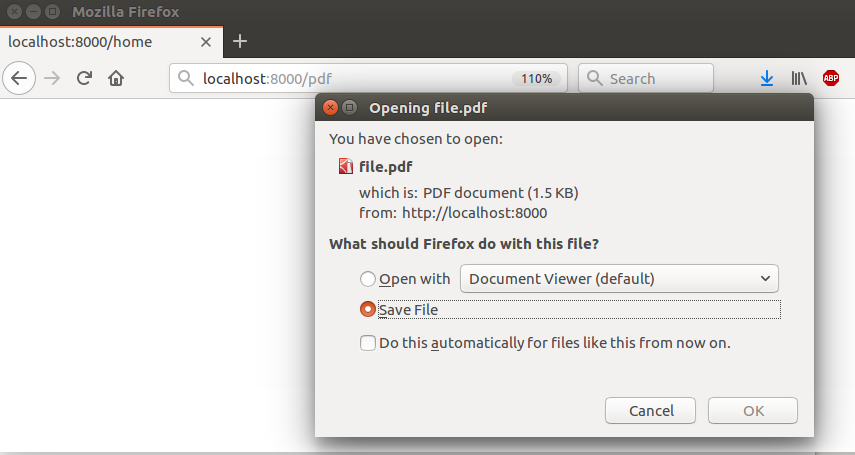 Mozilla Firefox
localhost:8000/home
localhost:8000/pdf 110% Search ABP
Opening file.pdf
You have chosen to open:
file.pdf
which is: PDF document (1.5 KB)
from: http://localhost:8000
What should Firefox do with this file?
Open with Document Viewer (default)
Save File
Do this automatically for files like this from now on.
Cancel OK